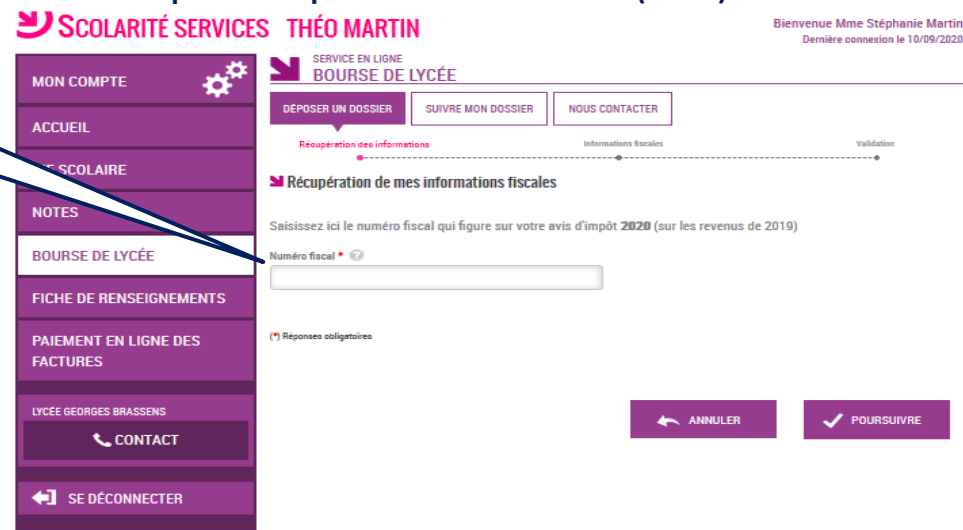 SCOLARITÉ SERVICES THÉO MARTIN
Bienvenue Mme Stéphanie Martin
Dernière connexion le 10/09/2020
MON COMPTE
ACCUEIL
SCOLAIRE
NOTES
BOURSE DE LYCÉE
FICHE DE RENSEIGNEMENTS
PAIEMENT EN LIGNE DES
FACTURES
LYCÉE GEORGES BRASSENS
CONTACT
SE DÉCONNECTER
SERVICE EN LIGNE
BOURSE DE LYCÉE
DÉPOSER UN DOSSIER
SUIVRE MON DOSSIER
NOUS CONTACTER
Récupération des informations
Informations fiscales
Validation
Récupération de mes informations fiscales
Saisissez ici le numéro fiscal qui figure sur votre avis d'impôt 2020 (sur les revenus de 2019)
Numéro fiscal * ?
(*) Réponses obligatoires
ANNULER
POURSUIVRE